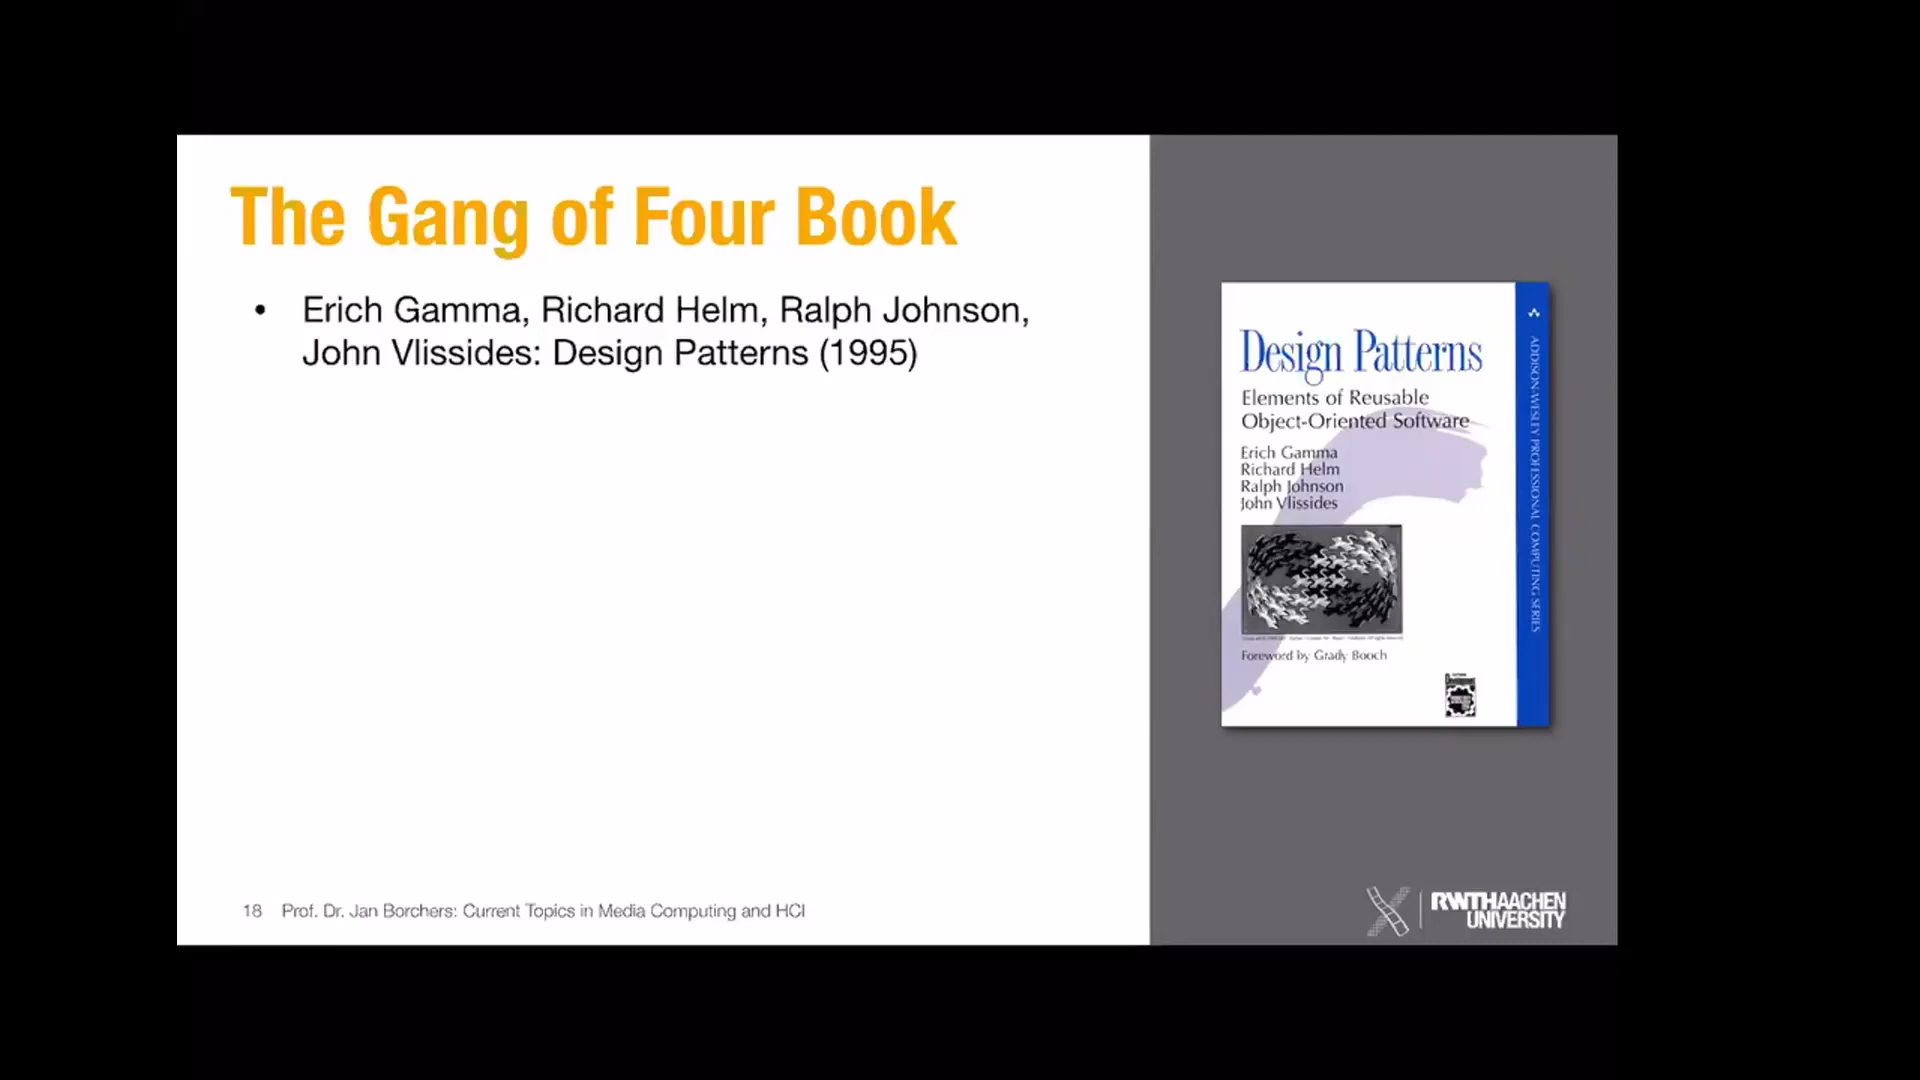 The Gang of Four Book
• Erich Gamma, Richard Helm, Ralph Johnson,
John Vlissides: Design Patterns (1995)
Design Patterns
Elements of Reusable
Object-Oriented Software
Erich Gamma
Richard Helm
Ralph Johnson
John Vlissides
Foreword by Grady Booch
ADDISON-WESLEY PROFESSIONAL COMPUTING SERIES
18 Prof. Dr. Jan Borchers: Current Topics in Media Computing and HCI
RWTHAACHEN
UNIVERSITY